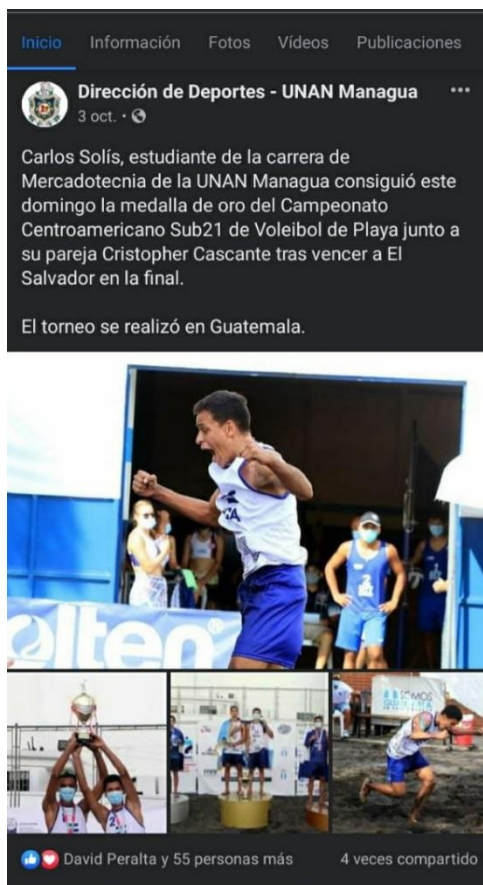 Inicio Información Fotos Vídeos Publicaciones
Dirección de Deportes - UNAN Managua
3 oct. ·
Carlos Solís, estudiante de la carrera de
Mercadotecnia de la UNAN Managua consiguió este
domingo la medalla de oro del Campeonato
Centroamericano Sub21 de Voleibol de Playa junto a
su pareja Cristopher Cascante tras vencer a El
Salvador en la final.
El torneo se realizó en Guatemala.
olten
2
SOMOS
David Peralta y 55 personas más 4 veces compartido